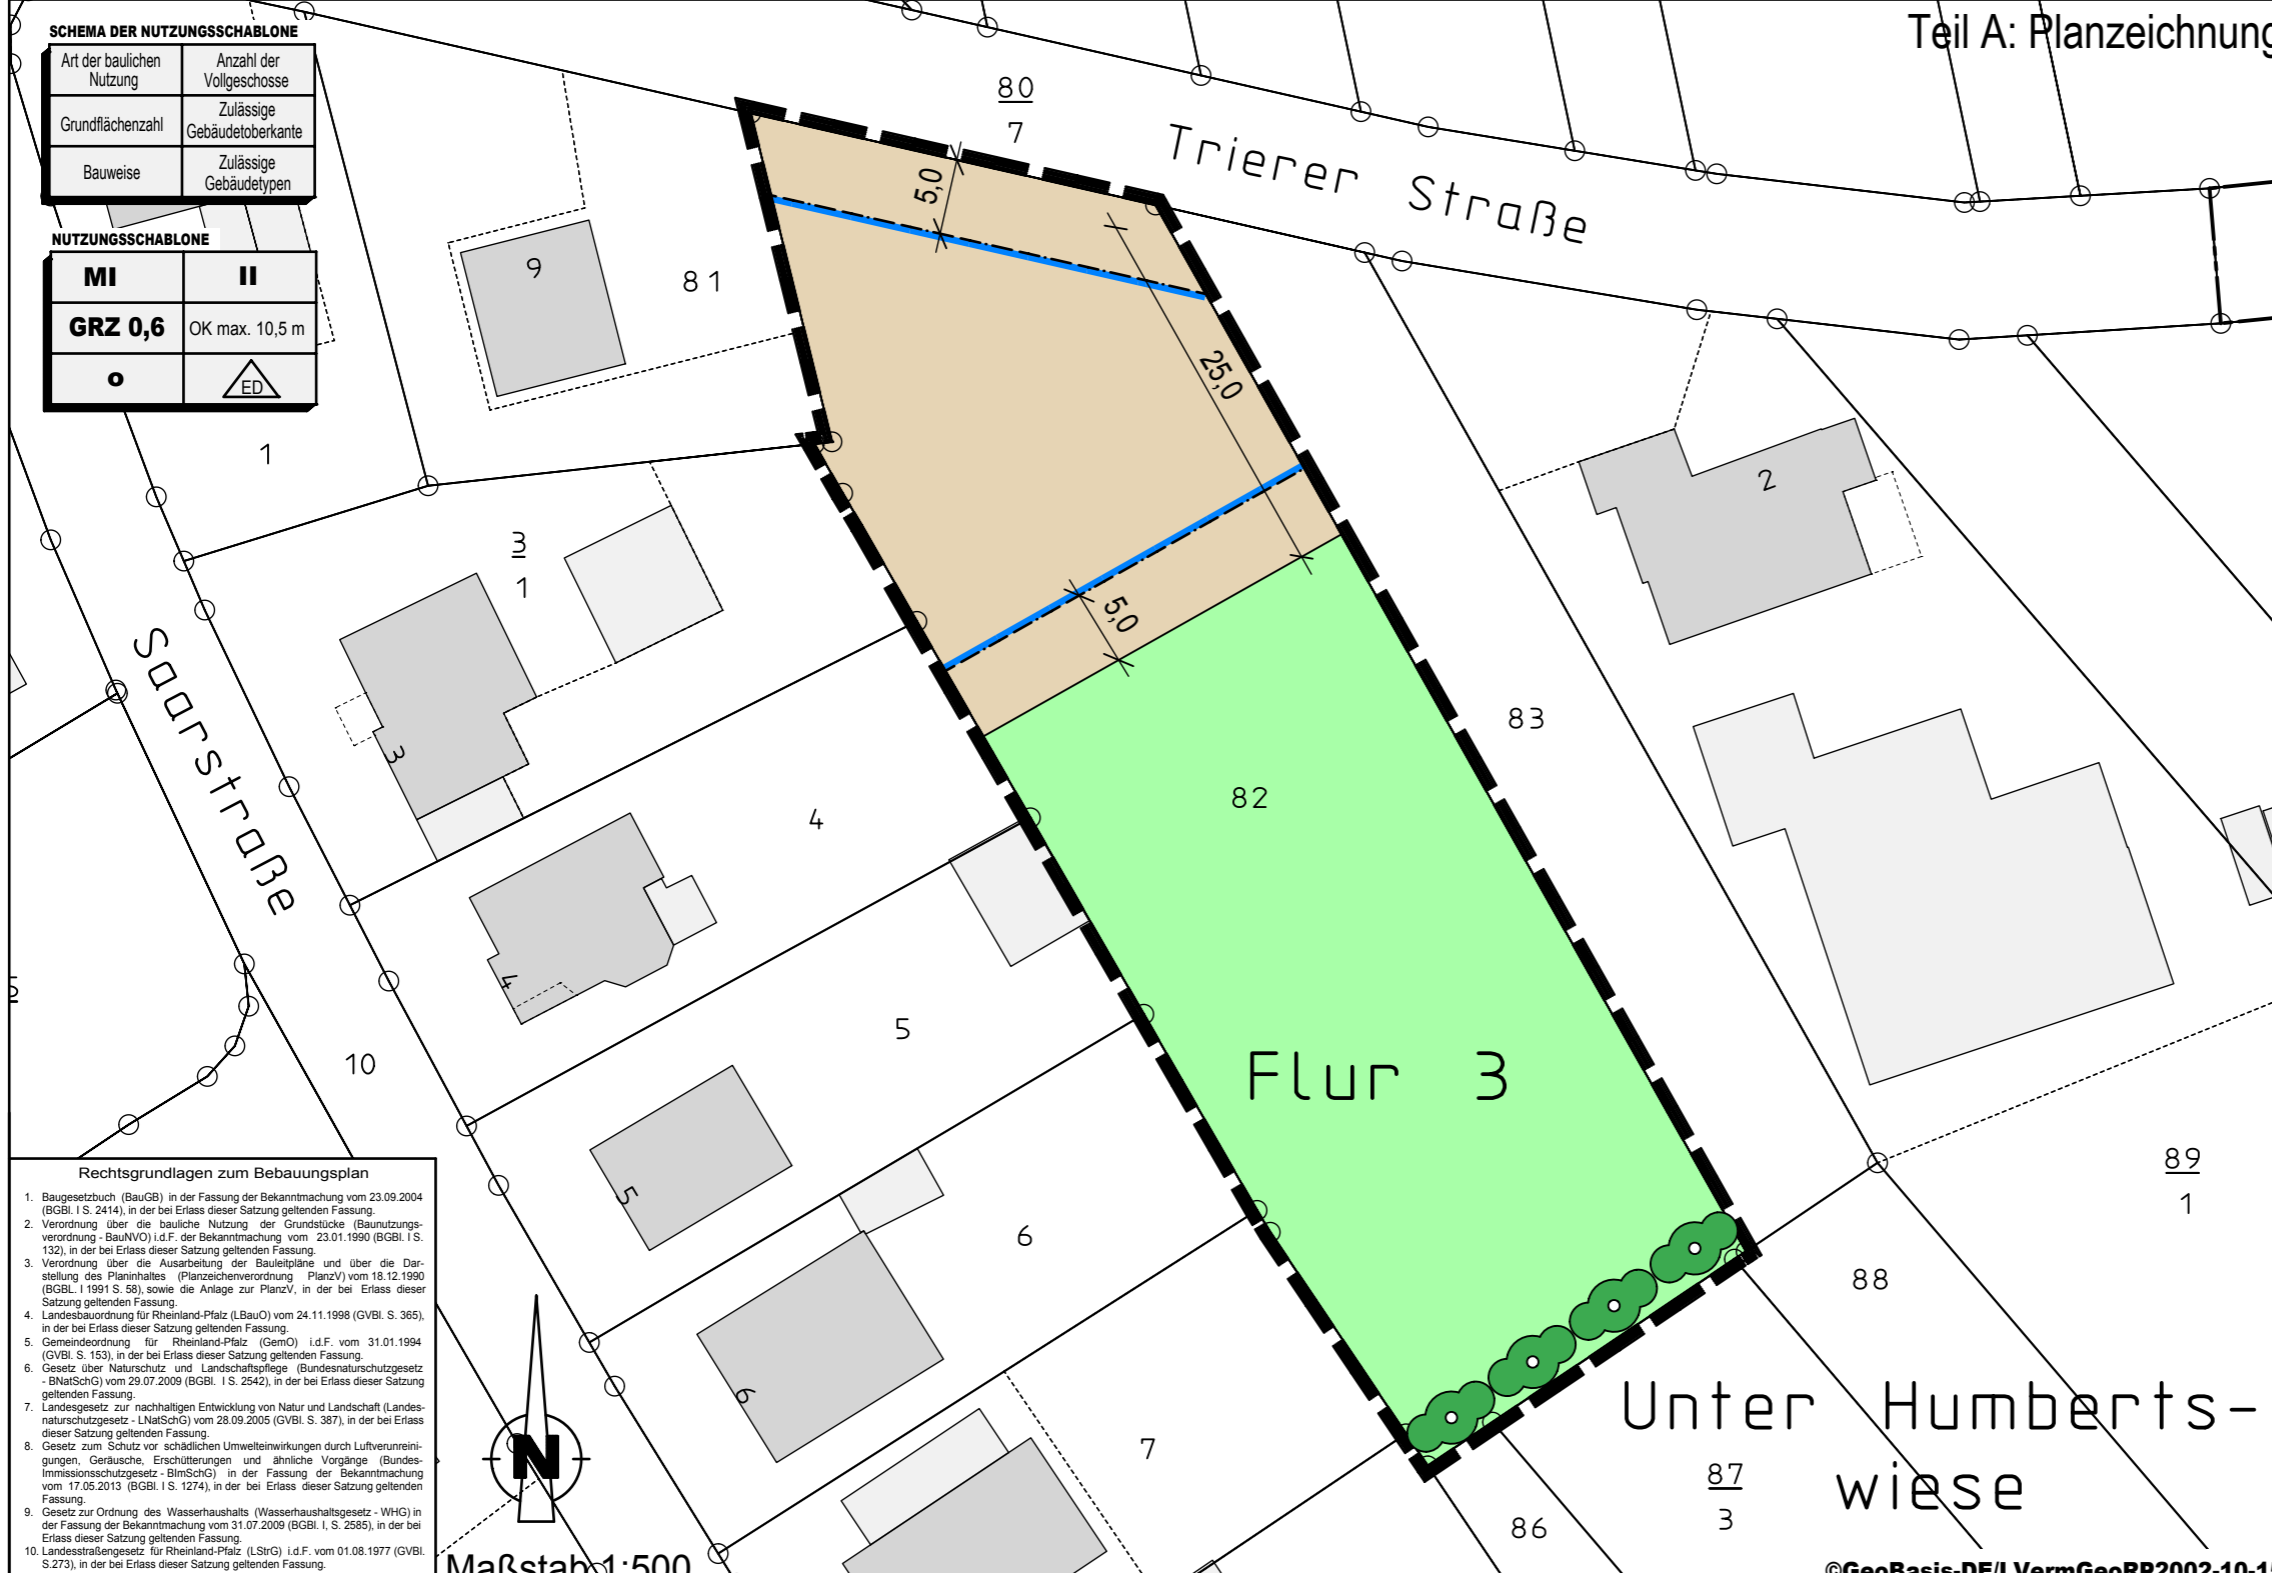 Teil A: Planzeichnung
SCHEMA DER NUTZUNGSSCHABLONE
Art der baulichen
Nutzung
Anzahl der
Vollgeschosse
Grundflächenzahl
Zulässige
Gebäudetoberkante
Bauweise
Zulässige
Gebäudetypen
NUTZUNGSSCHABLONE
MI
II
GRZ 0,6
OK max. 10,5 m
o
ED
80
7
Trierer Straße
5,0
9
81
25,0
1
2
3
1
5,0
Saarstraße
3
83
82
4
4
5
10
Flur 3
5
6
89
1
88
6
7
Unter Humberts-
wiese
87
3
86
Rechtsgrundlagen zum Bebauungsplan
1. Baugesetzbuch (BauGB) in der Fassung der Bekanntmachung vom 23.09.2004
(BGBl. I S. 2414), in der bei Erlass dieser Satzung geltenden Fassung.
2. Verordnung über die bauliche Nutzung der Grundstücke (Baunutzungs-
verordnung - BauNVO) i.d.F. der Bekanntmachung vom 23.01.1990 (BGBl. I S.
132), in der bei Erlass dieser Satzung geltenden Fassung.
3. Verordnung über die Ausarbeitung der Bauleitpläne und über die Dar-
stellung des Planinhaltes (Planzeichenverordnung PlanzV) vom 18.12.1990
(BGBL. I 1991 S. 58), sowie die Anlage zur PlanzV, in der bei Erlass dieser
Satzung geltenden Fassung.
4. Landesbauordnung für Rheinland-Pfalz (LBauO) vom 24.11.1998 (GVBl. S. 365),
in der bei Erlass dieser Satzung geltenden Fassung.
5. Gemeindeordnung für Rheinland-Pfalz (GemO) i.d.F. vom 31.01.1994
(GVBl. S. 153), in der bei Erlass dieser Satzung geltenden Fassung.
6. Gesetz über Naturschutz und Landschaftspflege (Bundesnaturschutzgesetz
- BNatSchG) vom 29.07.2009 (BGBl. I S. 2542), in der bei Erlass dieser Satzung
geltenden Fassung.
7. Landesgesetz zur nachhaltigen Entwicklung von Natur und Landschaft (Landes-
naturschutzgesetz - LNatSchG) vom 28.09.2005 (GVBl. S. 387), in der bei Erlass
dieser Satzung geltenden Fassung.
8. Gesetz zum Schutz vor schädlichen Umwelteinwirkungen durch Luftverunreini-
gungen, Geräusche, Erschütterungen und ähnliche Vorgänge (Bundes-
Immissionsschutzgesetz - BImSchG) in der Fassung der Bekanntmachung
vom 17.05.2013 (BGBl. I S. 1274), in der bei Erlass dieser Satzung geltenden
Fassung.
9. Gesetz zur Ordnung des Wasserhaushalts (Wasserhaushaltsgesetz - WHG) in
der Fassung der Bekanntmachung vom 31.07.2009 (BGBl. I, S. 2585), in der bei
Erlass dieser Satzung geltenden Fassung.
10. Landesstraßengesetz für Rheinland-Pfalz (LStrG) i.d.F. vom 01.08.1977 (GVBl.
S.273), in der bei Erlass dieser Satzung geltenden Fassung.
N
Maßstab 1:500
©GeoBasis-DE/LVermGeoRP2002-10-15